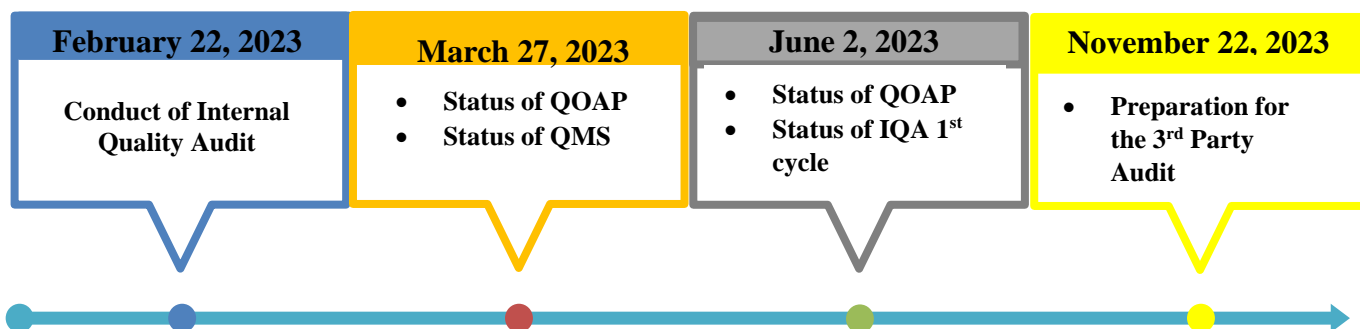 February 22, 2023
Conduct of Internal
Quality Audit
March 27, 2023
• Status of QOAP
• Status of QMS
June 2, 2023
• Status of QOAP
• Status of IQA 1st
cycle
November 22, 2023
• Preparation for
the 3rd Party
Audit